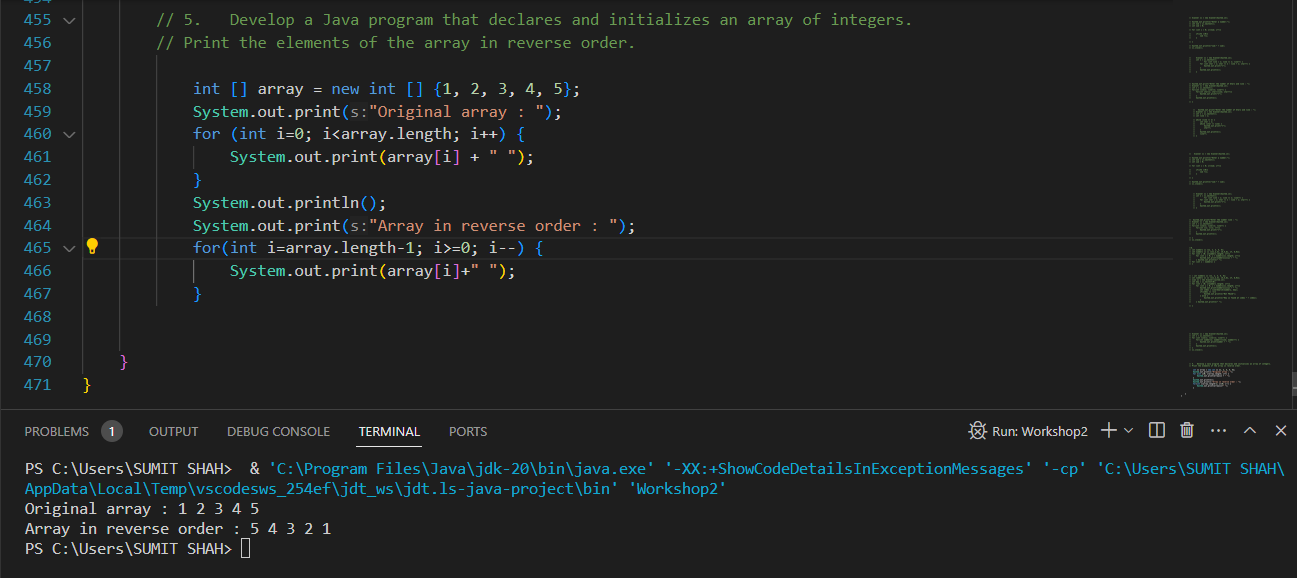 454
455 // 5. Develop a Java program that declares and initializes an array of integers.
456 // Print the elements of the array in reverse order.
457
458 int [] array = new int [] {1, 2, 3, 4, 5};
459 System.out.print(s:"Original array : ");
460 for (int i=0; i<array.length; i++) {
461 System.out.print(array[i] + " ");
462 }
463 System.out.println();
464 System.out.print(s:"Array in reverse order : ");
465 for(int i=array.length-1; i>=0; i--) {
466 System.out.print(array[i]+" ");
467 }
468
469
470 }
471 }
PROBLEMS 1 OUTPUT DEBUG CONSOLE TERMINAL PORTS Run: Workshop2
PS C:\Users\SUMIT SHAH> & 'C:\Program Files\Java\jdk-20\bin\java.exe' '-XX:+ShowCodeDetailsInExceptionMessages' '-cp' 'C:\Users\SUMIT SHAH\
AppData\Local\Temp\vscodesws_254ef\jdt_ws\jdt.ls-java-project\bin' 'Workshop2'
Original array : 1 2 3 4 5
Array in reverse order : 5 4 3 2 1
PS C:\Users\SUMIT SHAH>